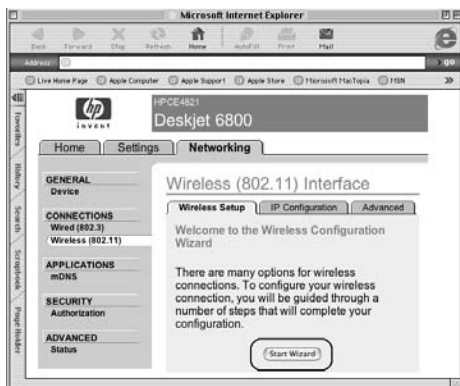 Microsoft Internet Explorer
Back Forward Stop Refresh Home AutoFill Print Mail
Address go
Live Home Page Apple Computer Apple Support Apple Store Microsoft MacTopia MSN
Favorites
History
Search
Scrapbook
Page Holder
hp
invent
HPCE4821
Deskjet 6800
Home Settings Networking
GENERAL
Device
CONNECTIONS
Wired (802.3)
Wireless (802.11)
APPLICATIONS
mDNS
SECURITY
Authorization
ADVANCED
Status
Wireless (802.11) Interface
Wireless Setup IP Configuration Advanced
Welcome to the Wireless Configuration
Wizard
There are many options for wireless
connections. To configure your wireless
connection, you will be guided through a
number of steps that will complete your
configuration.
Start Wizard